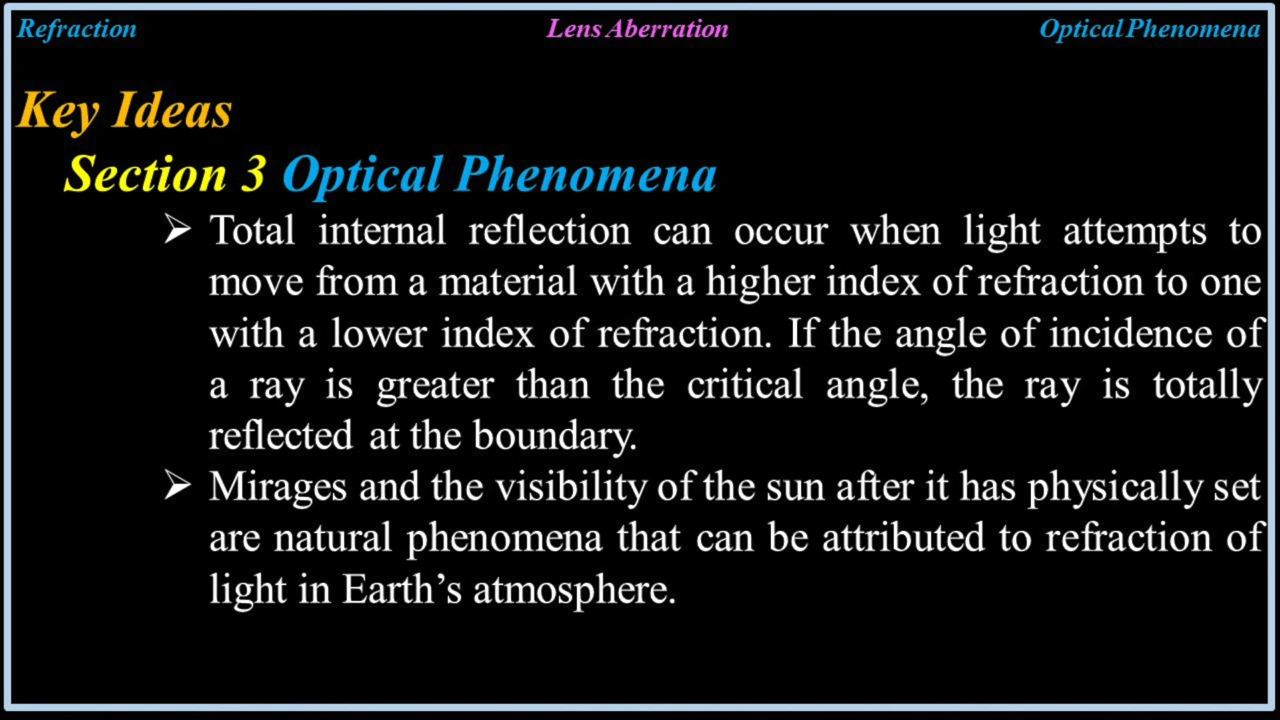 Refraction Lens Aberration Optical Phenomena
Key Ideas
Section 3 Optical Phenomena
➢ Total internal reflection can occur when light attempts to
move from a material with a higher index of refraction to one
with a lower index of refraction. If the angle of incidence of
a ray is greater than the critical angle, the ray is totally
reflected at the boundary.
➢ Mirages and the visibility of the sun after it has physically set
are natural phenomena that can be attributed to refraction of
light in Earth’s atmosphere.